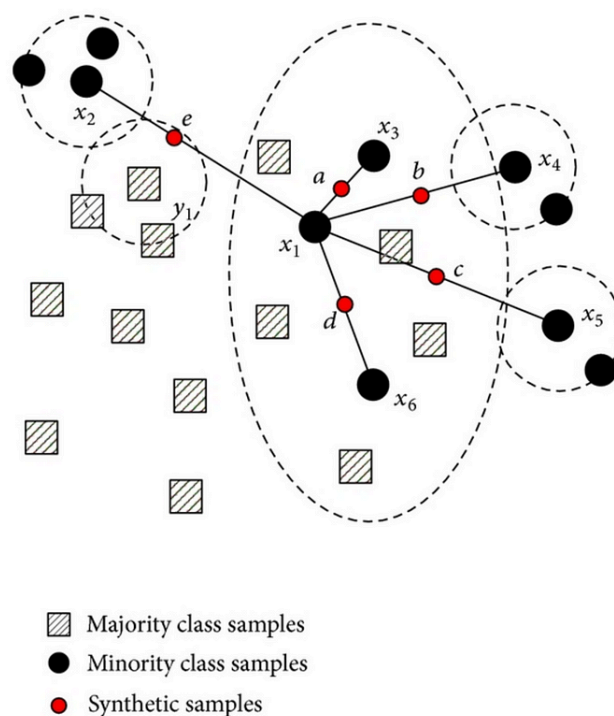 x2
e
x3
a
b
x4
y1
x1
c
d
x5
x6
Majority class samples
Minority class samples
Synthetic samples